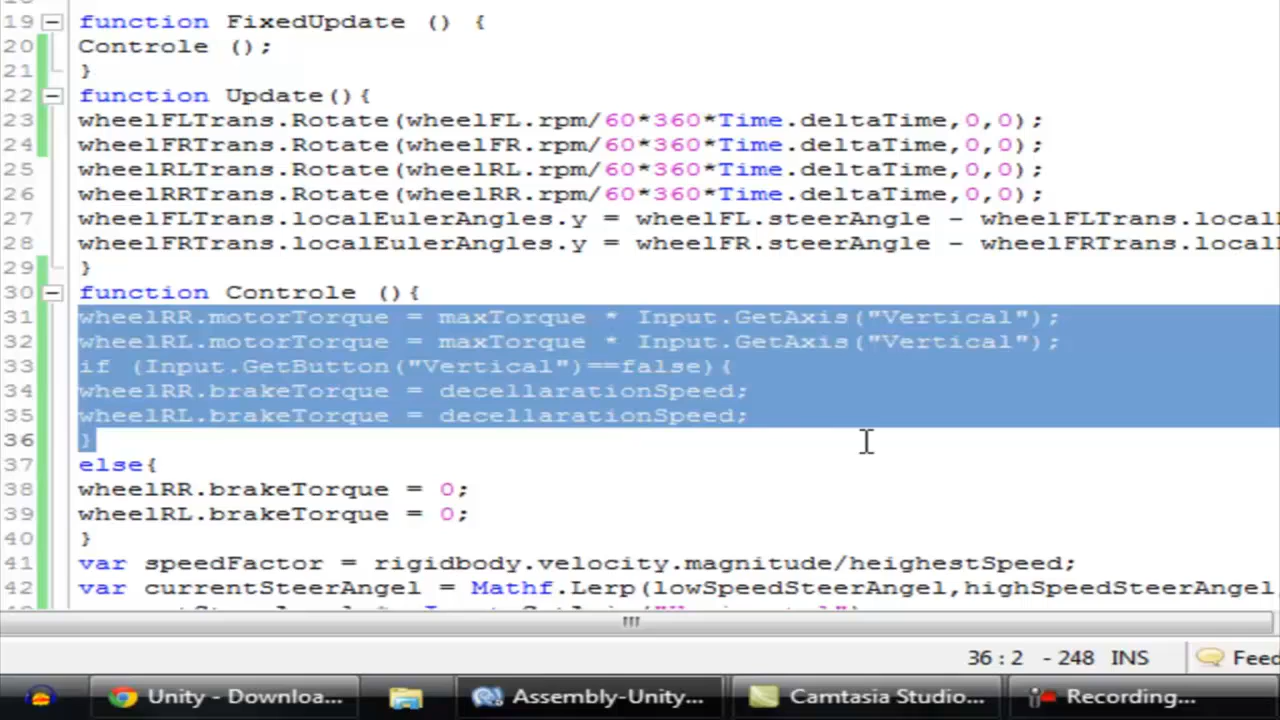 19 function FixedUpdate () {
20 Controle ();
21 }
22 function Update(){
23 wheelFLTrans.Rotate(wheelFL.rpm/60*360*Time.deltaTime,0,0);
24 wheelFRTrans.Rotate(wheelFR.rpm/60*360*Time.deltaTime,0,0);
25 wheelRLTrans.Rotate(wheelRL.rpm/60*360*Time.deltaTime,0,0);
26 wheelRRTrans.Rotate(wheelRR.rpm/60*360*Time.deltaTime,0,0);
27 wheelFLTrans.localEulerAngles.y = wheelFL.steerAngle - wheelFLTrans.local
28 wheelFRTrans.localEulerAngles.y = wheelFR.steerAngle - wheelFRTrans.local
29 }
30 function Controle (){
31 wheelRR.motorTorque = maxTorque * Input.GetAxis("Vertical");
32 wheelRL.motorTorque = maxTorque * Input.GetAxis("Vertical");
33 if (Input.GetButton("Vertical")==false){
34 wheelRR.brakeTorque = decellarationSpeed;
35 wheelRL.brakeTorque = decellarationSpeed;
36 }
37 else{
38 wheelRR.brakeTorque = 0;
39 wheelRL.brakeTorque = 0;
40 }
41 var speedFactor = rigidbody.velocity.magnitude/heighestSpeed;
42 var currentSteerAngel = Mathf.Lerp(lowSpeedSteerAngel,highSpeedSteerAngel
36 : 2 - 248 INS Feed
Unity - Downloa... Assembly-Unity... Camtasia Studio... Recording...